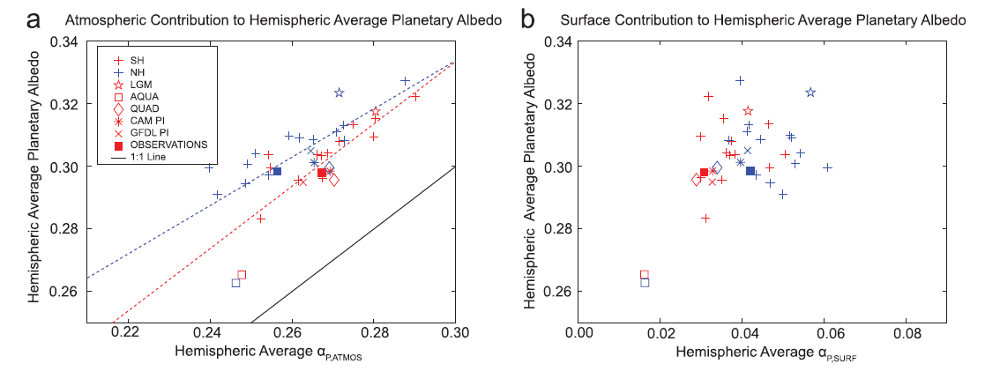 a Atmospheric Contribution to Hemispheric Average Planetary Albedo
Hemispheric Average Planetary Albedo
0.34
0.32
0.30
0.28
0.26
SH
NH
LGM
AQUA
QUAD
CAM PI
GFDL PI
OBSERVATIONS
1:1 Line
0.22 0.24 0.26 0.28 0.30
Hemispheric Average αP,ATMOS
b Surface Contribution to Hemispheric Average Planetary Albedo
Hemispheric Average Planetary Albedo
0.34
0.32
0.30
0.28
0.26
0.00 0.02 0.04 0.06 0.08
Hemispheric Average αP,SURF